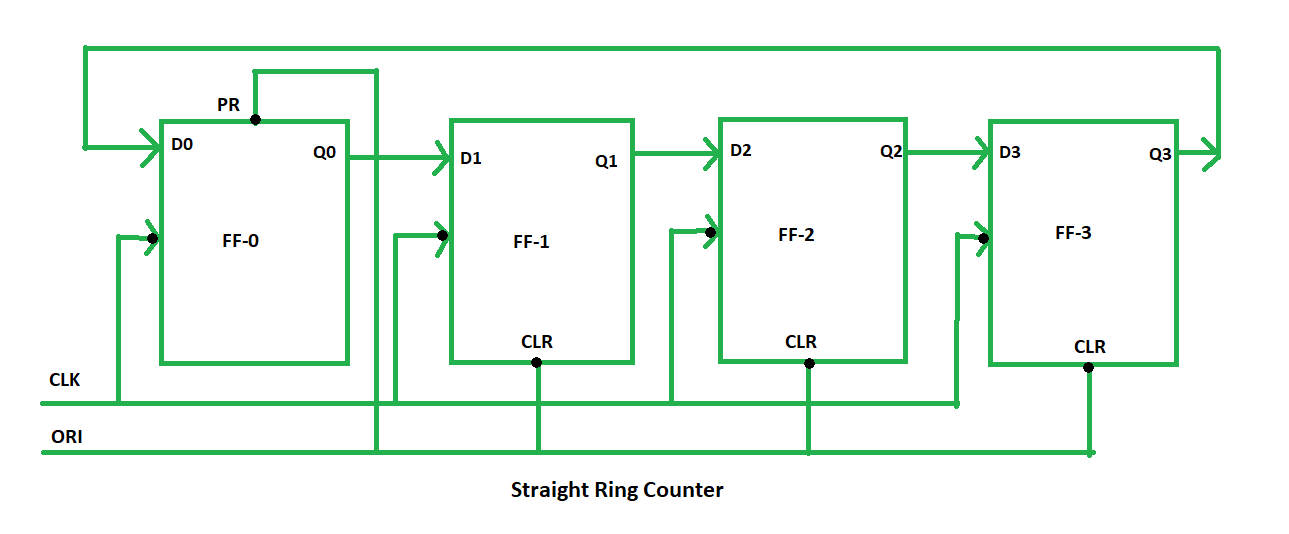 PR
D0
Q0
D1
Q1
D2
Q2
D3
Q3
FF-0
FF-1
FF-2
FF-3
CLR
CLR
CLR
CLK
ORI
Straight Ring Counter